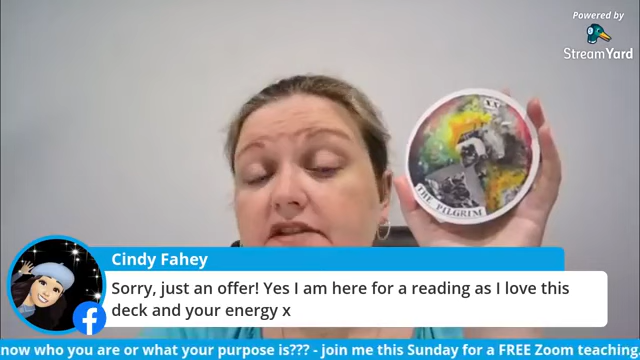 Powered by
StreamYard
XX
THE PILGRIM
Cindy Fahey
Sorry, just an offer! Yes I am here for a reading as I love this
deck and your energy x
now who you are or what your purpose is??? - join me this Sunday for a FREE Zoom teaching